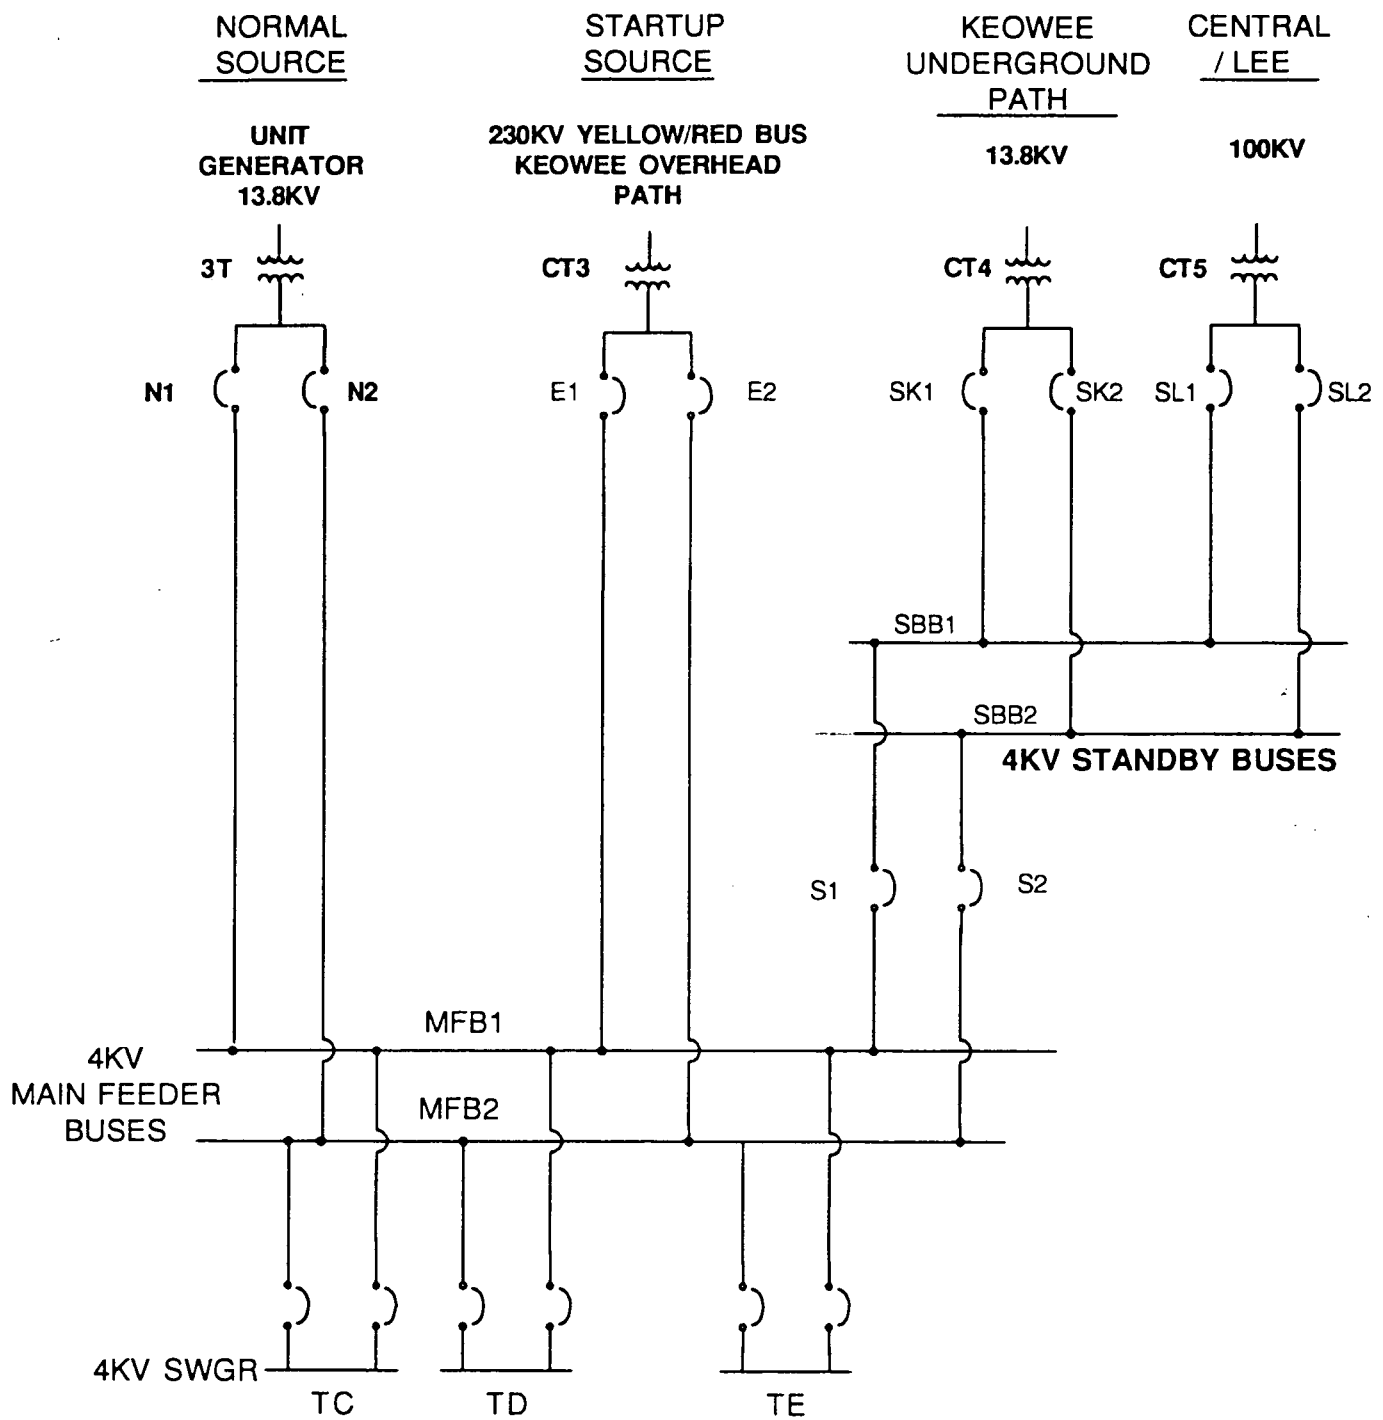 NORMAL
SOURCE
STARTUP
SOURCE
KEOWEE
UNDERGROUND
PATH
CENTRAL
/ LEE
UNIT
GENERATOR
13.8KV
230KV YELLOW/RED BUS
KEOWEE OVERHEAD
PATH
13.8KV
100KV
3T
CT3
CT4
CT5
N1
N2
E1
E2
SK1
SK2
SL1
SL2
SBB1
SBB2
4KV STANDBY BUSES
S1
S2
MFB1
4KV
MAIN FEEDER
BUSES
MFB2
4KV SWGR
TC
TD
TE